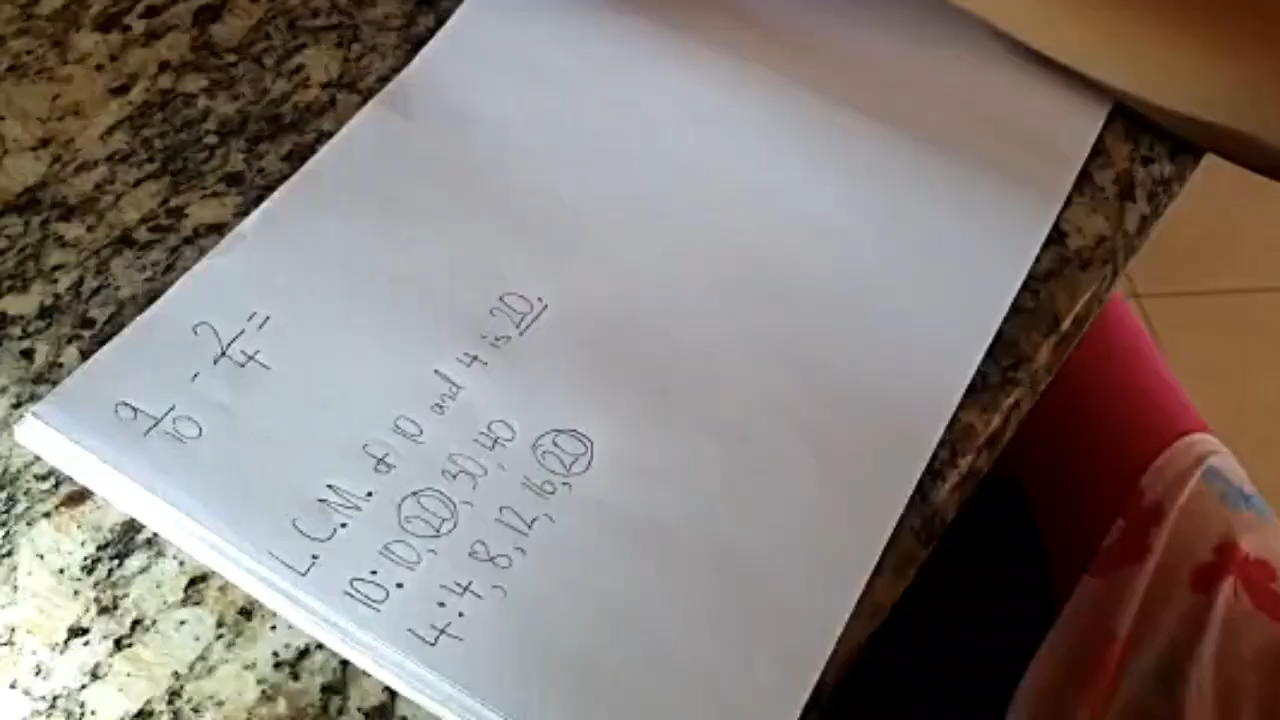 9/10 - 2/4 =
L.C.M. of 10 and 4 is 20.
10: 10, 20, 30, 40
4: 4, 8, 12, 16, 20